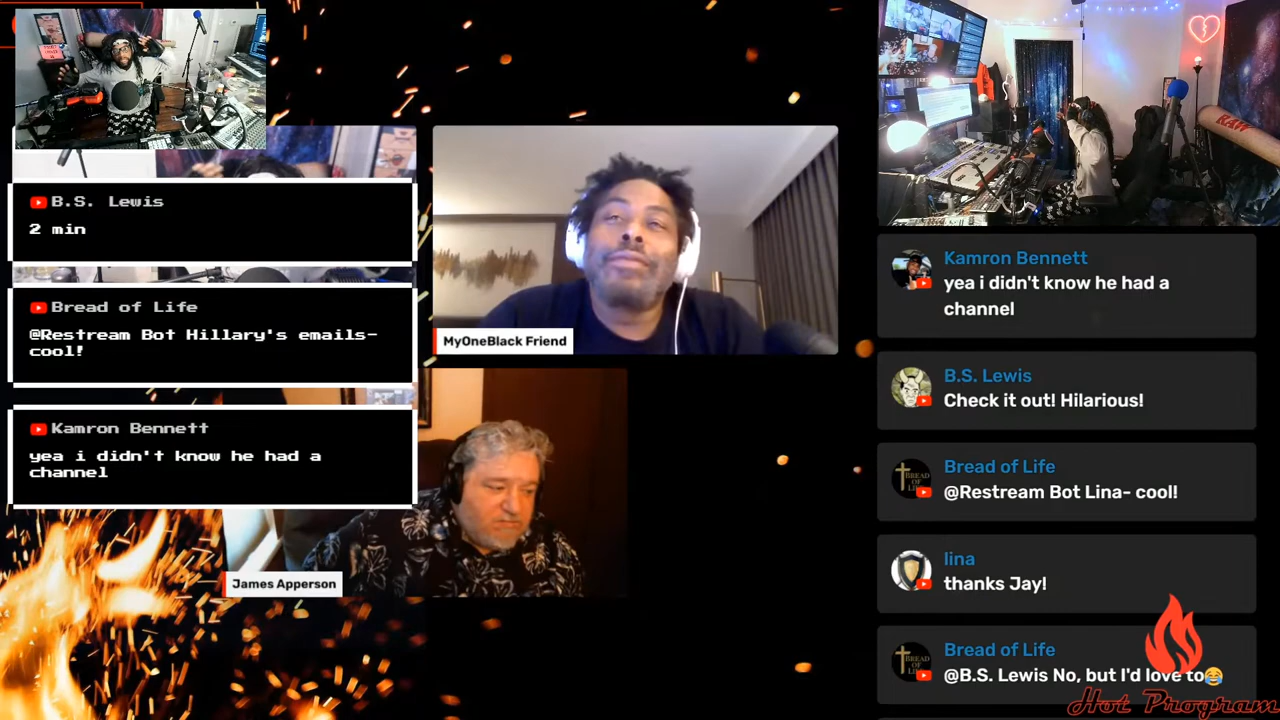 B.S. Lewis
2 min
Bread of Life
@Restream Bot Hillary's emails-
cool!
Kamron Bennett
yea i didn't know he had a
channel
MyOneBlack Friend
James Apperson
RAW
Kamron Bennett
yea i didn't know he had a
channel
B.S. Lewis
Check it out! Hilarious!
Bread of Life
@Restream Bot Lina- cool!
lina
thanks Jay!
Bread of Life
@B.S. Lewis No, but I'd love to😂
Hot Program